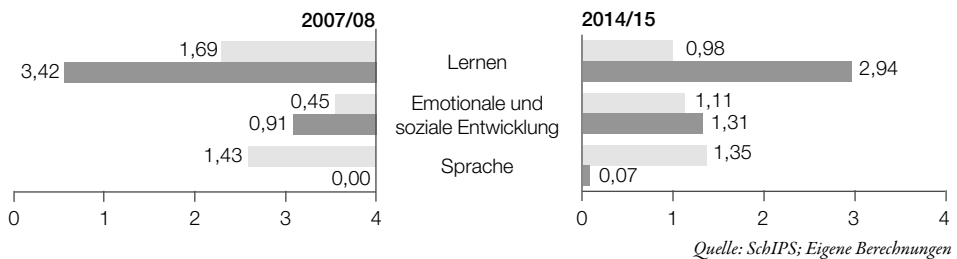 2007/08
2014/15
1,69
0,98
3,42
Lernen
2,94
0,45
Emotionale und
1,11
0,91
soziale Entwicklung
1,31
1,43
Sprache
1,35
0,00
0,07
0 1 2 3 4
0 1 2 3 4
Quelle: SchIPS; Eigene Berechnungen